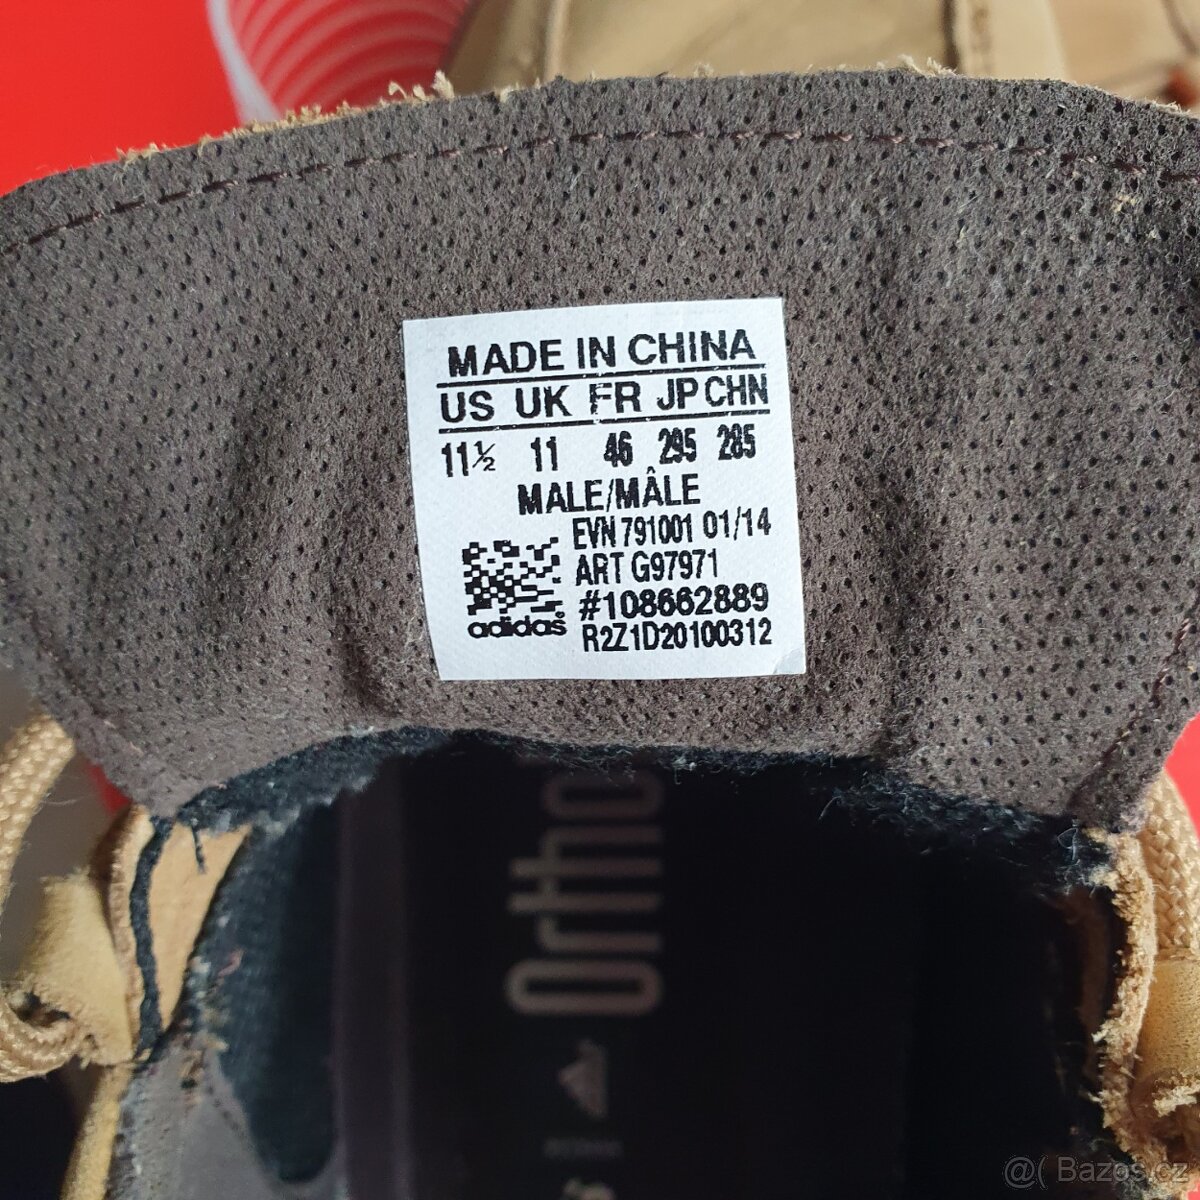 MADE IN CHINA
US UK FR JP CHN
11½ 11 46 295 285
MALE/MÂLE
EVN 791001 01/14
ART G97971
#108662889
adidas
R2Z1D20100312
Ortho
@( Bazos.cz